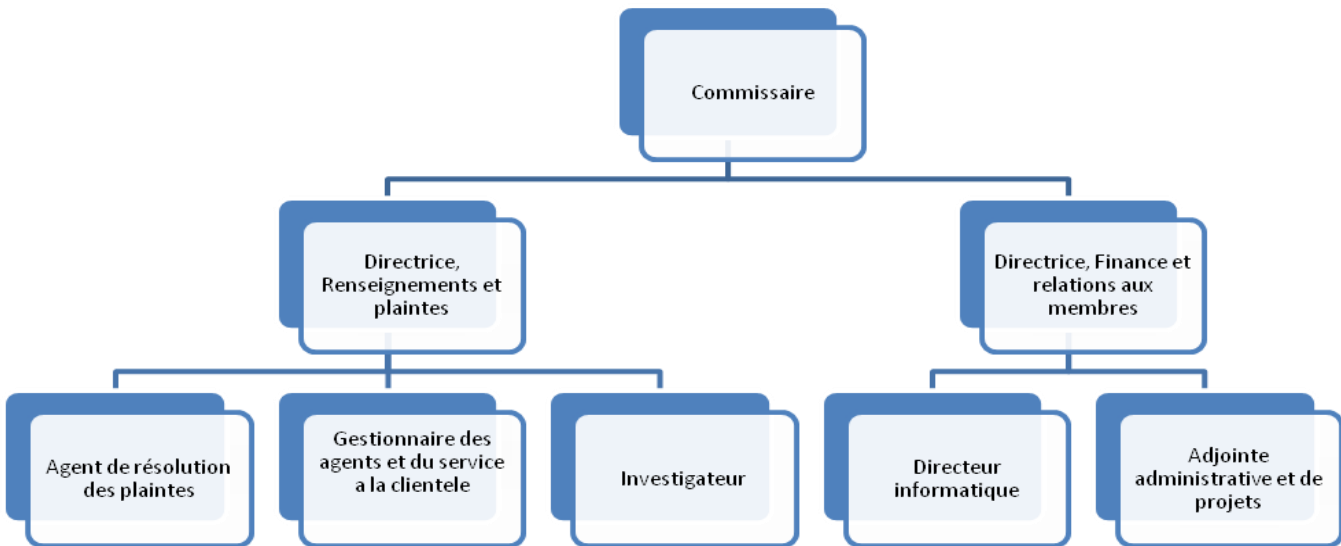 Commissaire
Directrice,
Renseignements et
plaintes
Directrice, Finance et
relations aux
membres
Agent de résolution
des plaintes
Gestionnaire des
agents et du service
a la clientele
Investigateur
Directeur
informatique
Adjointe
administrative et de
projets